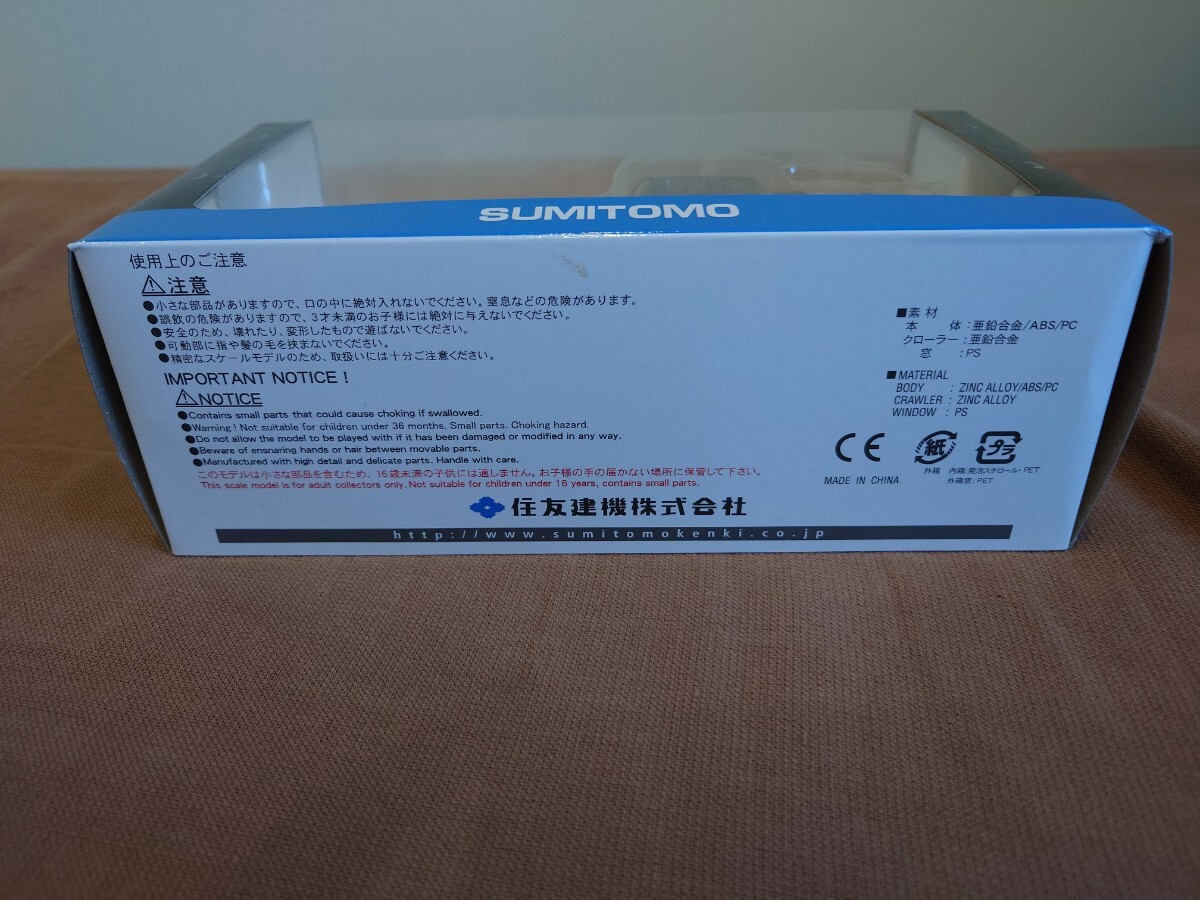 SUMITOMO
使用上のご注意
注意
●小さな部品がありますので、口の中に絶対入れないでください。窒息などの危険があります。
●誤飲の危険がありますので、3才未満のお子様には絶対に与えないでください。
●安全のため、壊れたり、変形したもので遊ばないでください。
●可動部に指や髪の毛を挟まないでください。
●精密なスケールモデルのため、取扱いには十分ご注意ください。
IMPORTANT NOTICE !
NOTICE
●Contains small parts that could cause choking if swallowed.
●Warning! Not suitable for children under 36 months. Small parts. Choking hazard.
●Do not allow the model to be played with if it has been damaged or modified in any way.
●Beware of ensnaring hands or hair between movable parts.
●Manufactured with high detail and delicate parts. Handle with care.
このモデルは小さな部品を含むため、16歳未満の子供には適しません。お子様の手の届かない場所に保管して下さい。
This scale model is for adult collectors only. Not suitable for children under 16 years, contains small parts.
■素材
本体:亜鉛合金/ABS/PC
クローラー:亜鉛合金
窓:PS
■MATERIAL
BODY : ZINC ALLOY/ABS/PC
CRAWLER : ZINC ALLOY
WINDOW : PS
CE
紙
プラ
外箱
内箱:発泡スチロール・PET
外箱窓:PET
MADE IN CHINA
住友建機株式会社
http://www.sumitomokenki.co.jp